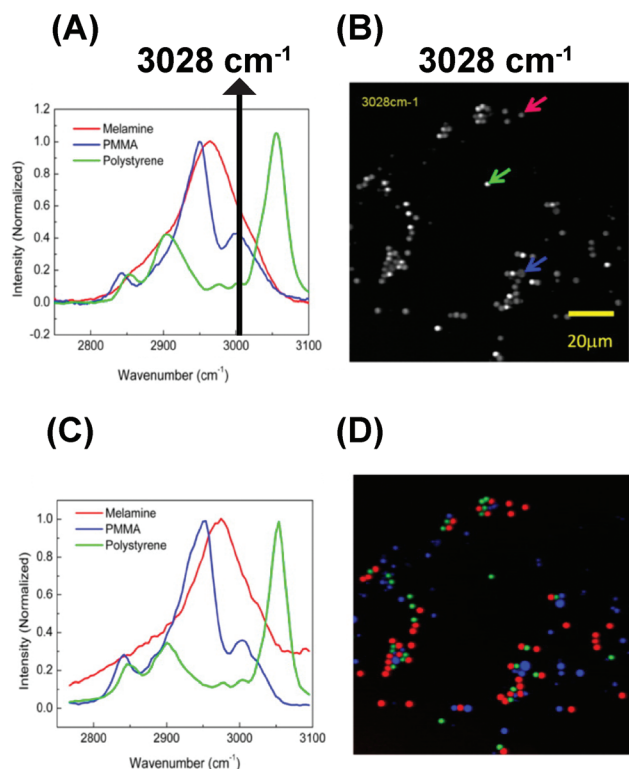 (A)
3028 cm-1
1.2
1.0
0.8
0.6
0.4
0.2
0.0
-0.2
Intensity (Normalized)
Melamine
PMMA
Polystyrene
2800 2900 3000 3100
Wavenumber (cm-1)
(B)
3028 cm-1
3028cm-1
20μm
(C)
1.0
0.8
0.6
0.4
0.2
0.0
Intensity (Normalized)
Melamine
PMMA
Polystyrene
2800 2900 3000 3100
Wavenumber (cm-1)
(D)